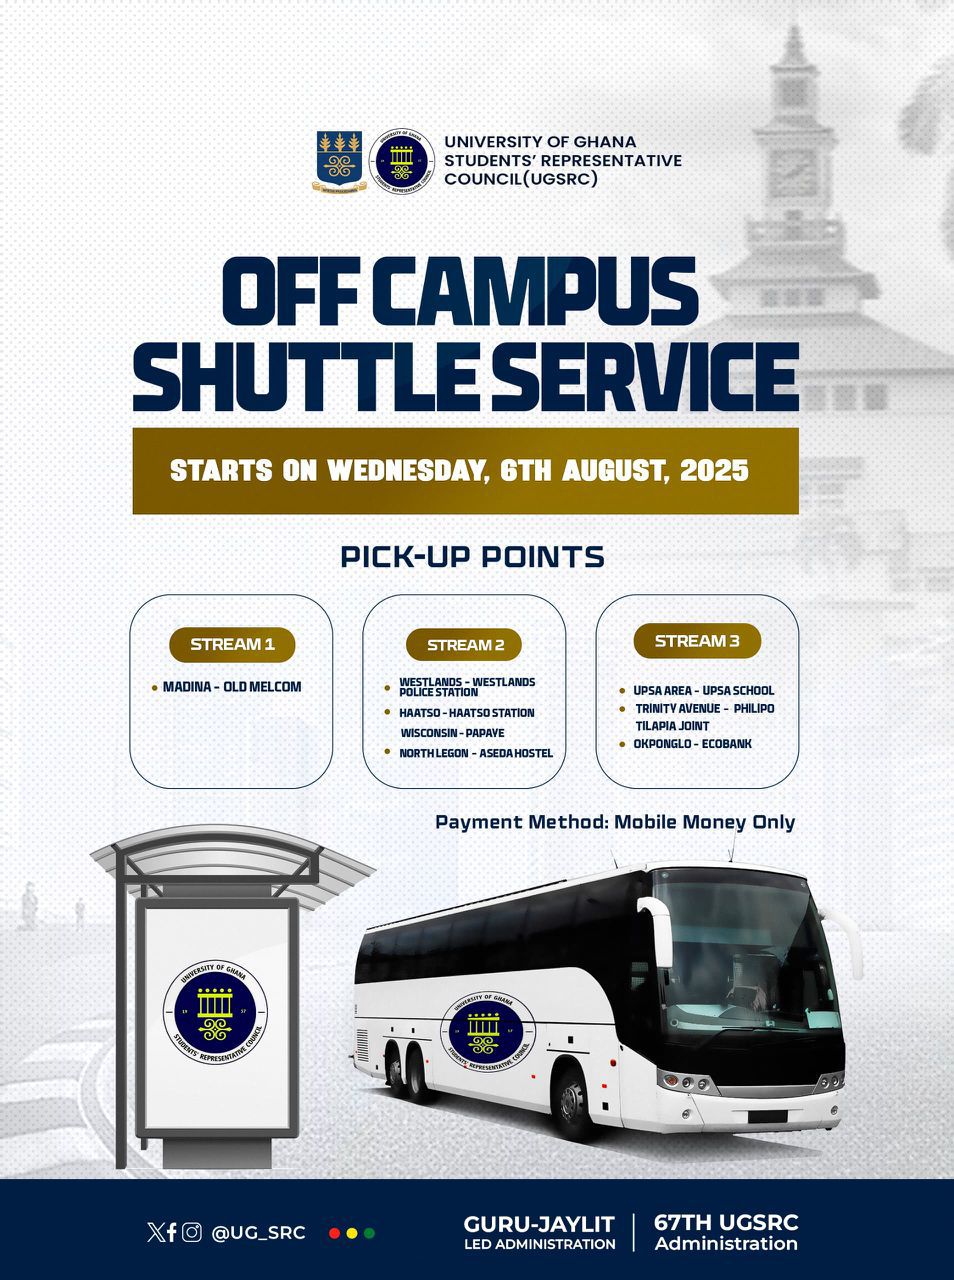 UNIVERSITY OF GHANA
STUDENTS' REPRESENTATIVE
COUNCIL(UGSRC)
OFF CAMPUS
SHUTTLE SERVICE
STARTS ON WEDNESDAY, 6TH AUGUST, 2025
PICK-UP POINTS
STREAM 1
• MADINA - OLD MELCOM
STREAM 2
• WESTLANDS - WESTLANDS
POLICE STATION
• HAATSO - HAATSO STATION
WISCONSIN - PAPAYE
• NORTH LEGON - ASEDA HOSTEL
STREAM 3
• UPSA AREA - UPSA SCHOOL
• TRINITY AVENUE - PHILIPO
TILAPIA JOINT
• OKPONGLO - ECOBANK
Payment Method: Mobile Money Only
UNIVERSITY OF GHANA
19 57
STUDENTS' REPRESENTATIVE COUNCIL
UNIVERSITY OF GHANA
19 57
STUDENTS' REPRESENTATIVE COUNCIL
@UG_SRC
GURU-JAYLIT
LED ADMINISTRATION
67TH UGSRC
Administration